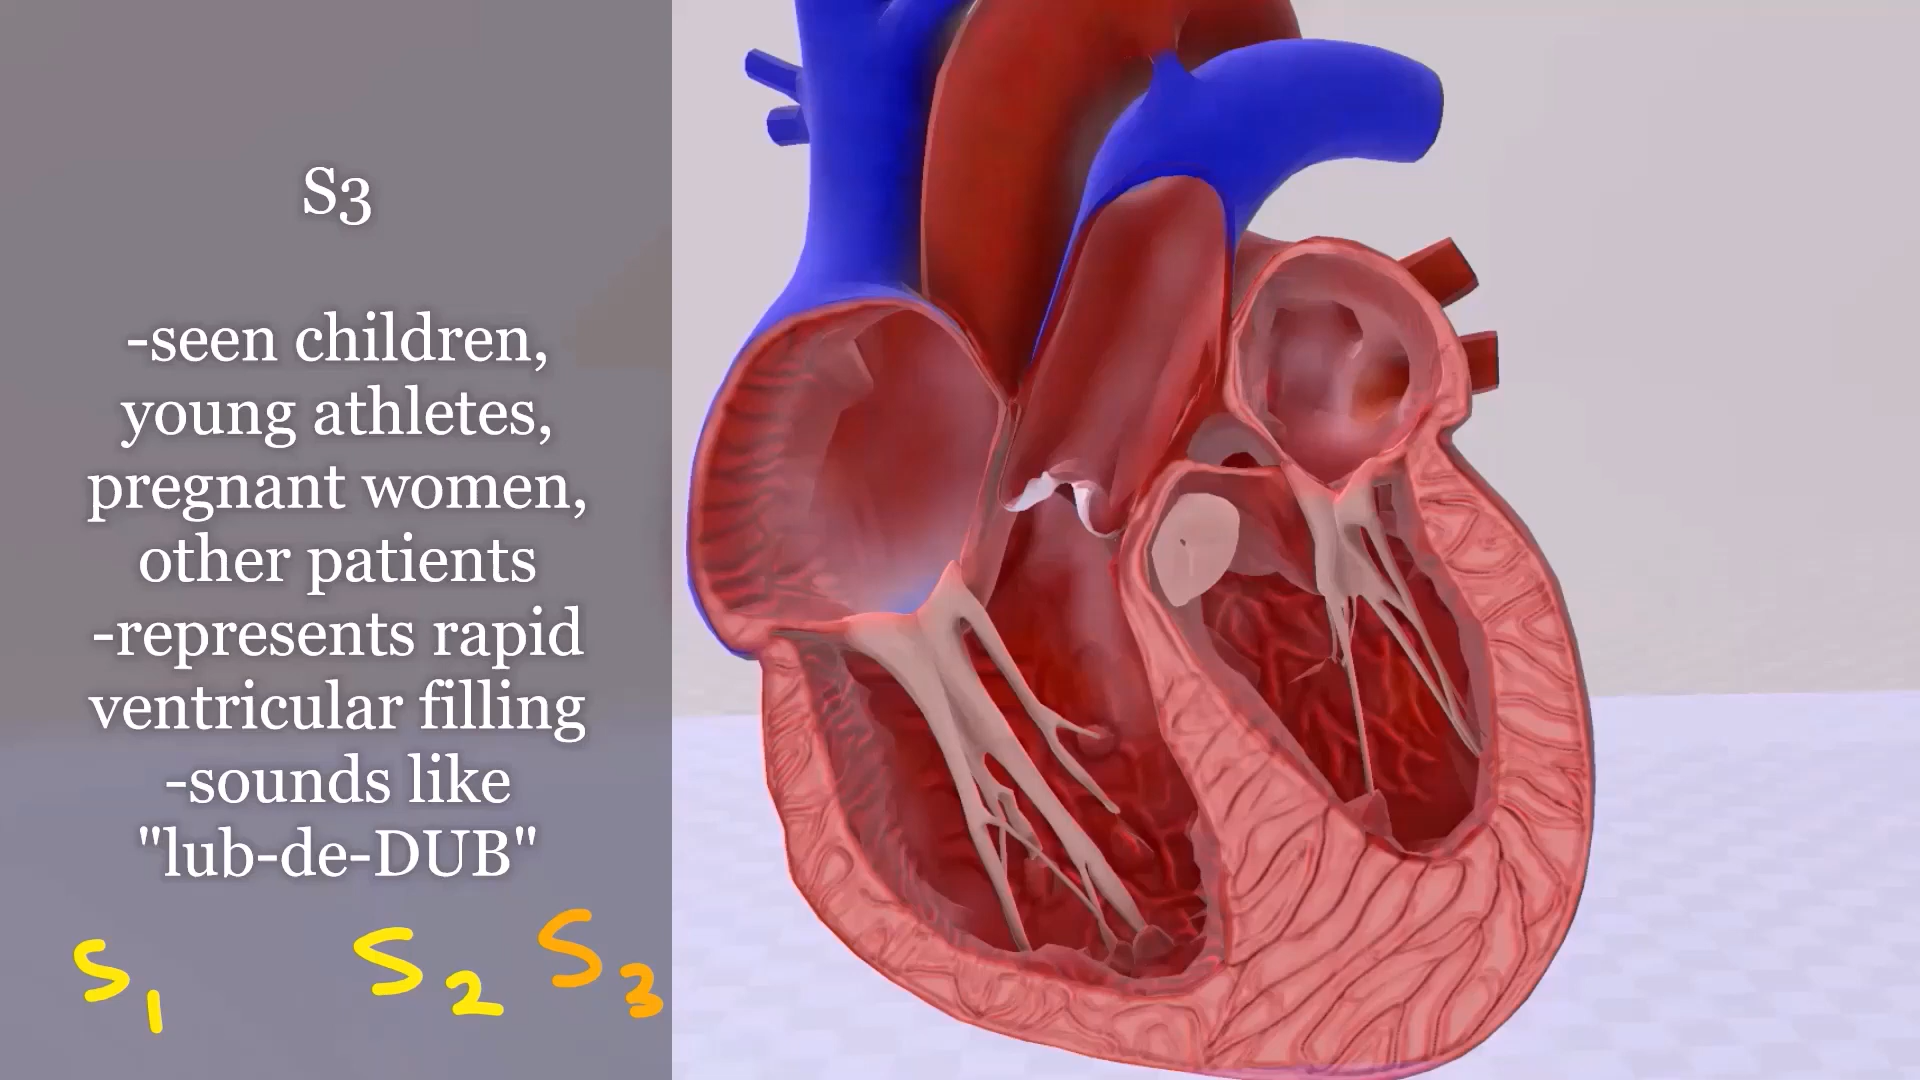 S3
-seen children,
young athletes,
pregnant women,
other patients
-represents rapid
ventricular filling
-sounds like
"lub-de-DUB"
S1 S2 S3